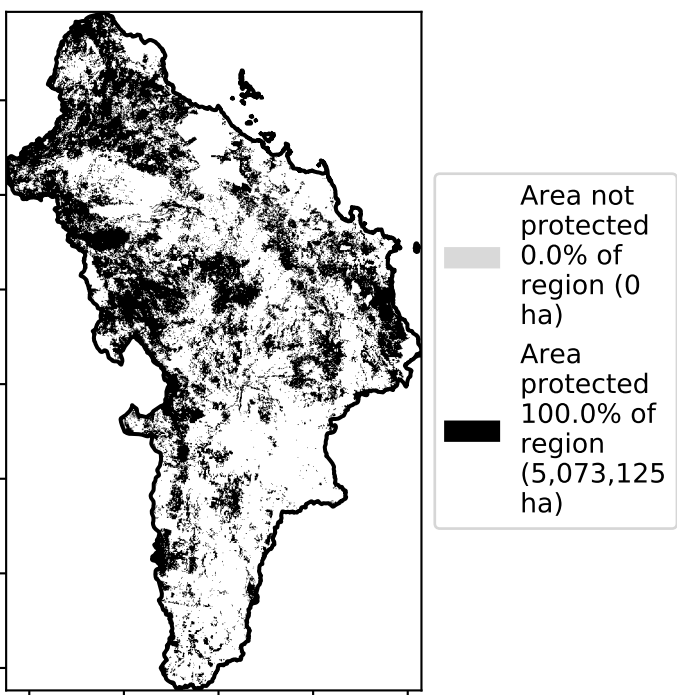 Area not
protected
0.0% of
region (0
ha)
Area
protected
100.0% of
region
(5,073,125
ha)